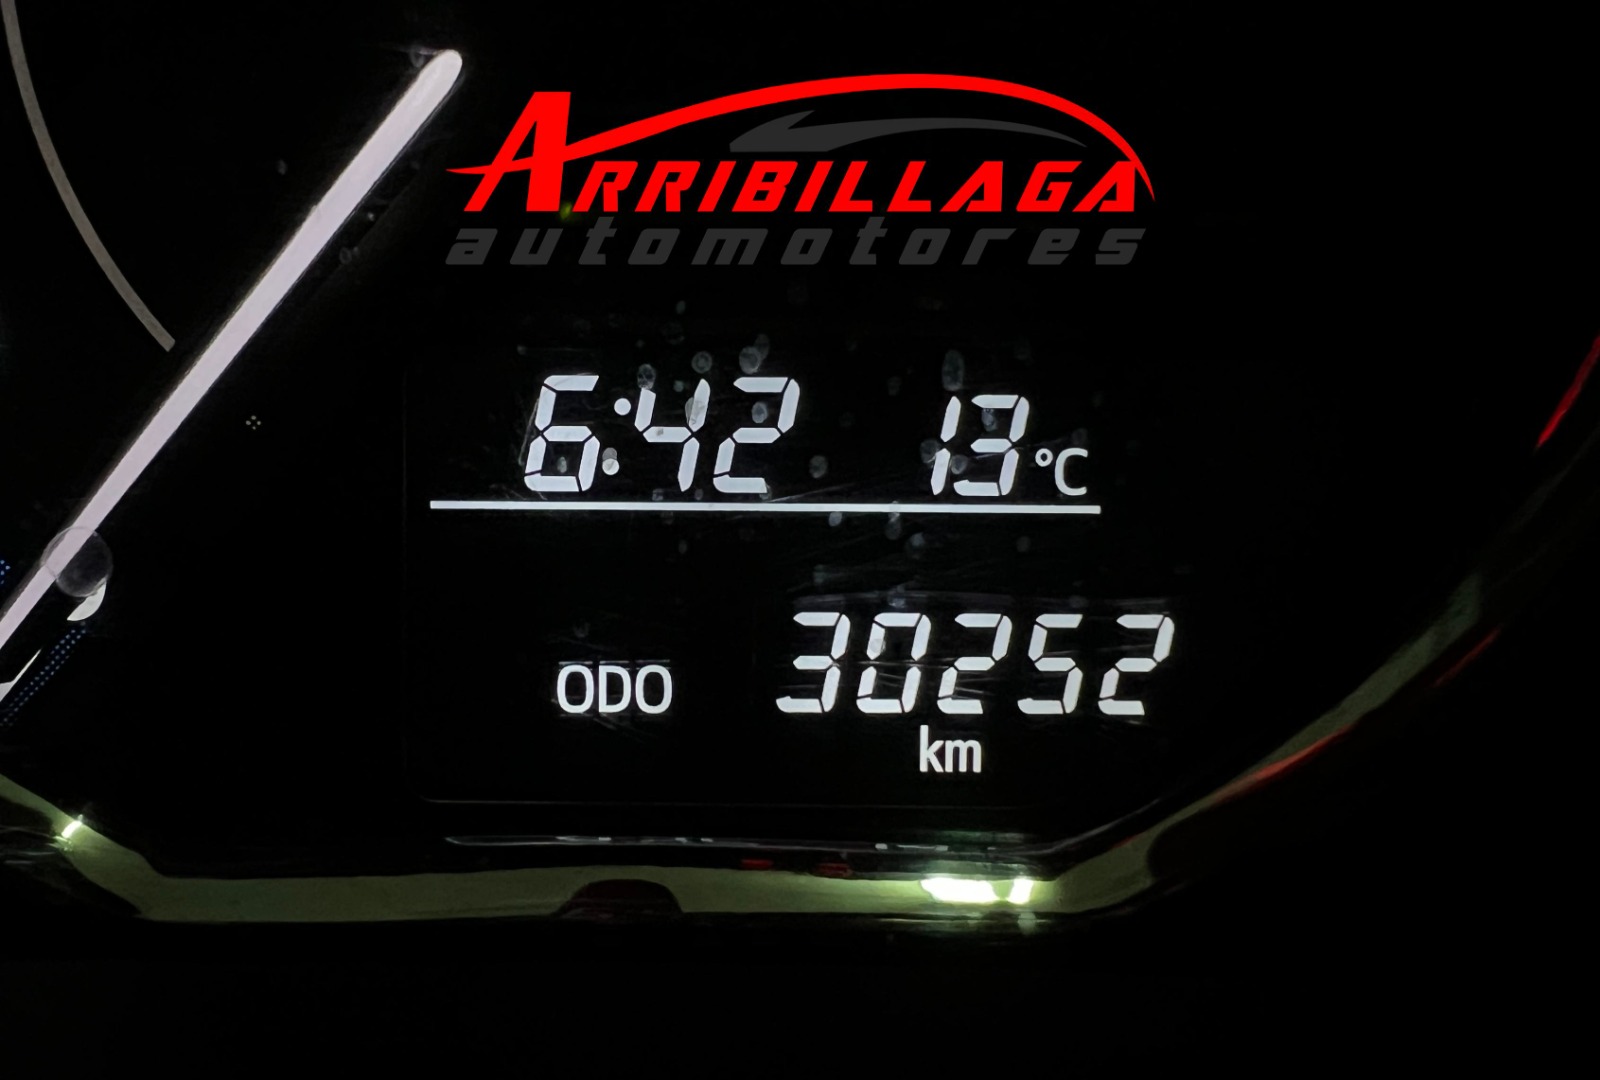 ARRIBILLAGA
automotores
6:42 13°C
ODO 30252
km